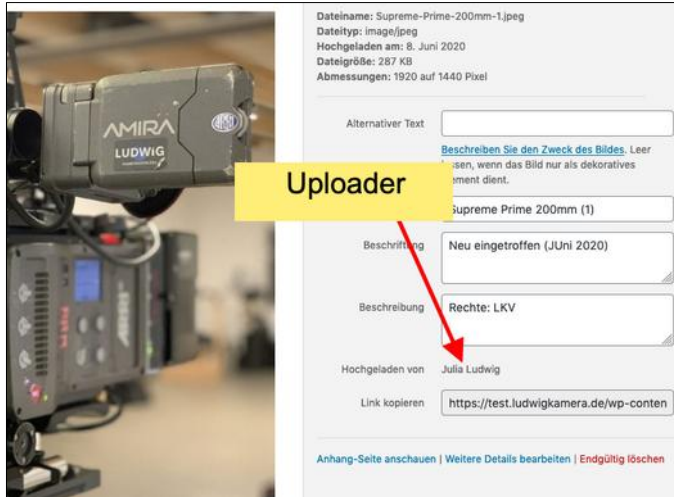 Dateiname: Supreme-Prime-200mm-1.jpeg
Dateityp: image/jpeg
Hochgeladen am: 8. Juni 2020
Dateigröße: 287 KB
Abmessungen: 1920 auf 1440 Pixel
AMIRA
LUDWIG
ARRI
Alternativer Text
Beschreiben Sie den Zweck des Bildes. Leer
wenn das Bild nur als dekoratives
dient.
Uploader
Prime 200mm (1)
Beschriftung
Neu eingetroffen (JUni 2020)
Beschreibung
Rechte: LKV
Hochgeladen von
Julia Ludwig
Link kopieren
https://test.ludwigkamera.de/wp-conten
Anhang-Seite anschauen | Weitere Details bearbeiten | Endgültig löschen